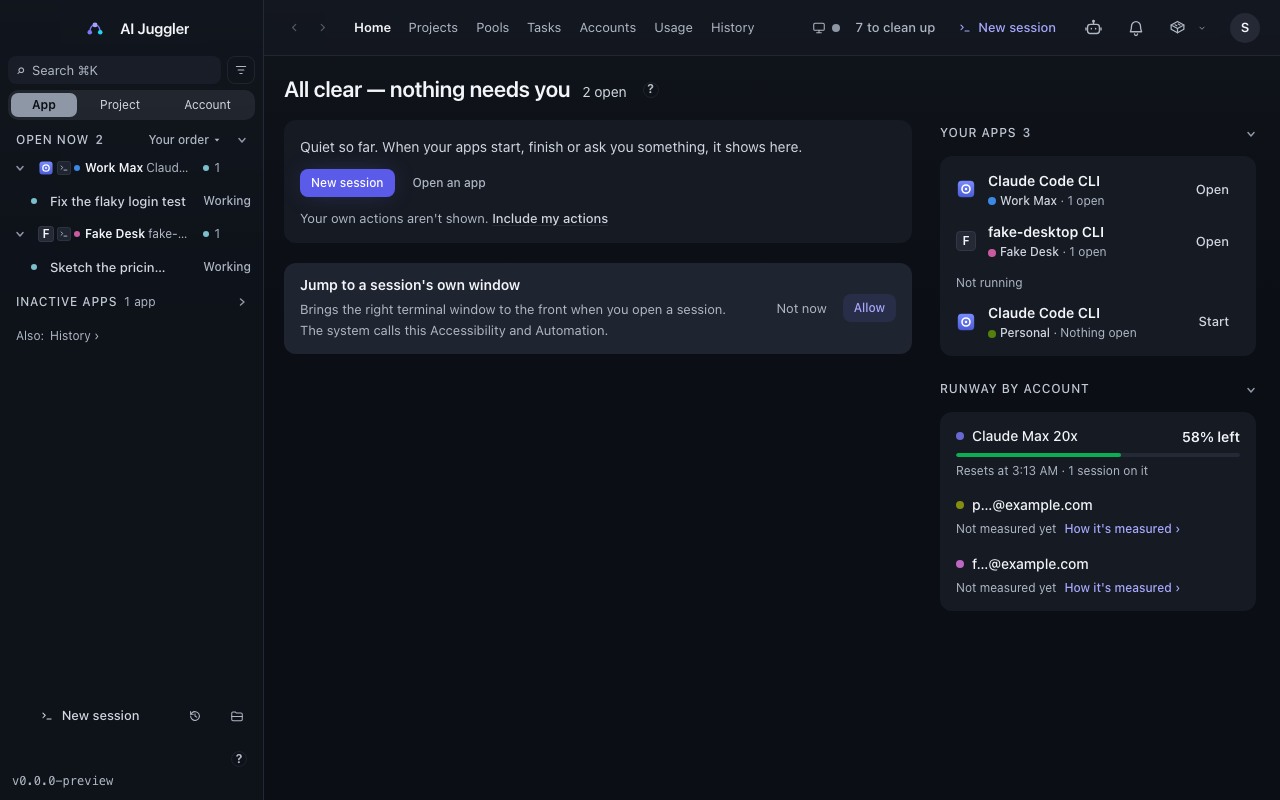 AI Juggler
Search ⌘K
App
Project
Account
OPEN NOW 2
Your order
Work Max Claud...
1
Fix the flaky login test
Working
F
Fake Desk fake-...
1
Sketch the pricin...
Working
INACTIVE APPS 1 app
Also: History ›
New session
?
v0.0.0-preview
Home
Projects
Pools
Tasks
Accounts
Usage
History
7 to clean up
New session
S
All clear — nothing needs you
2 open
?
Quiet so far. When your apps start, finish or ask you something, it shows here.
New session
Open an app
Your own actions aren't shown. Include my actions
Jump to a session's own window
Brings the right terminal window to the front when you open a session.
The system calls this Accessibility and Automation.
Not now
Allow
YOUR APPS 3
Claude Code CLI
Work Max · 1 open
Open
F
fake-desktop CLI
Fake Desk · 1 open
Open
Not running
Claude Code CLI
Personal · Nothing open
Start
RUNWAY BY ACCOUNT
Claude Max 20x
58% left
Resets at 3:13 AM · 1 session on it
p...@example.com
Not measured yet How it's measured ›
f...@example.com
Not measured yet How it's measured ›